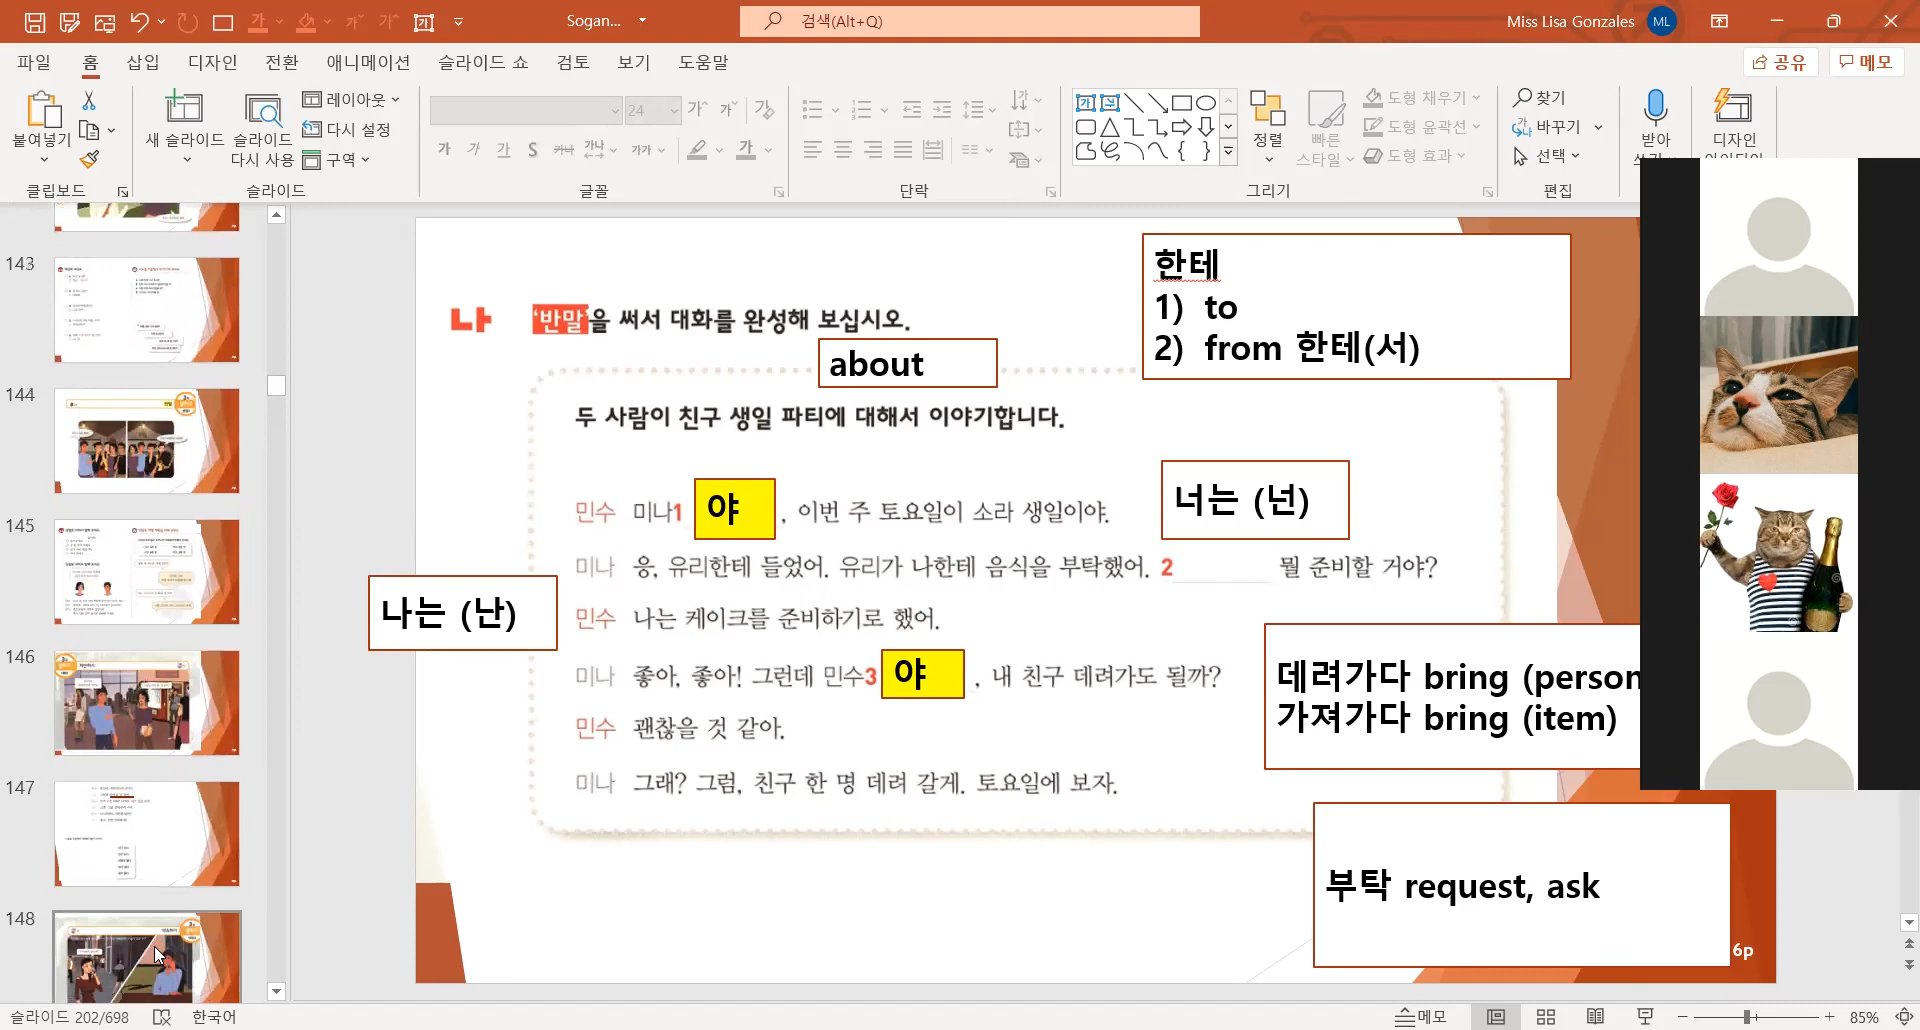 Sogan...
검색(Alt+Q)
Miss Lisa Gonzales
ML
파일 홈 삽입 디자인 전환 애니메이션 슬라이드 쇼 검토 보기 도움말
공유
메모
붙여넣기
클립보드
새 슬라이드
슬라이드 다시 사용
레이아웃
다시 설정
구역
슬라이드
24
글꼴
단락
정렬
빠른 스타일
도형 채우기
도형 윤곽선
도형 효과
그리기
찾기
바꾸기
선택
편집
받아
디자인
143
144
145
146
147
148
한테
1) to
2) from 한테(서)
나 '반말'을 써서 대화를 완성해 보십시오.
about
두 사람이 친구 생일 파티에 대해서 이야기합니다.
너는 (넌)
민수 미나1 야 , 이번 주 토요일이 소라 생일이야.
미나 응, 유리한테 들었어. 유리가 나한테 음식을 부탁했어. 2 뭘 준비할 거야?
나는 (난)
민수 나는 케이크를 준비하기로 했어.
미나 좋아, 좋아! 그런데 민수3 야 , 내 친구 데려가도 될까?
데려가다 bring (person
가져가다 bring (item)
민수 괜찮을 것 같아.
미나 그래? 그럼, 친구 한 명 데려 갈게. 토요일에 보자.
부탁 request, ask
6p
슬라이드 202/698
한국어
메모
85%